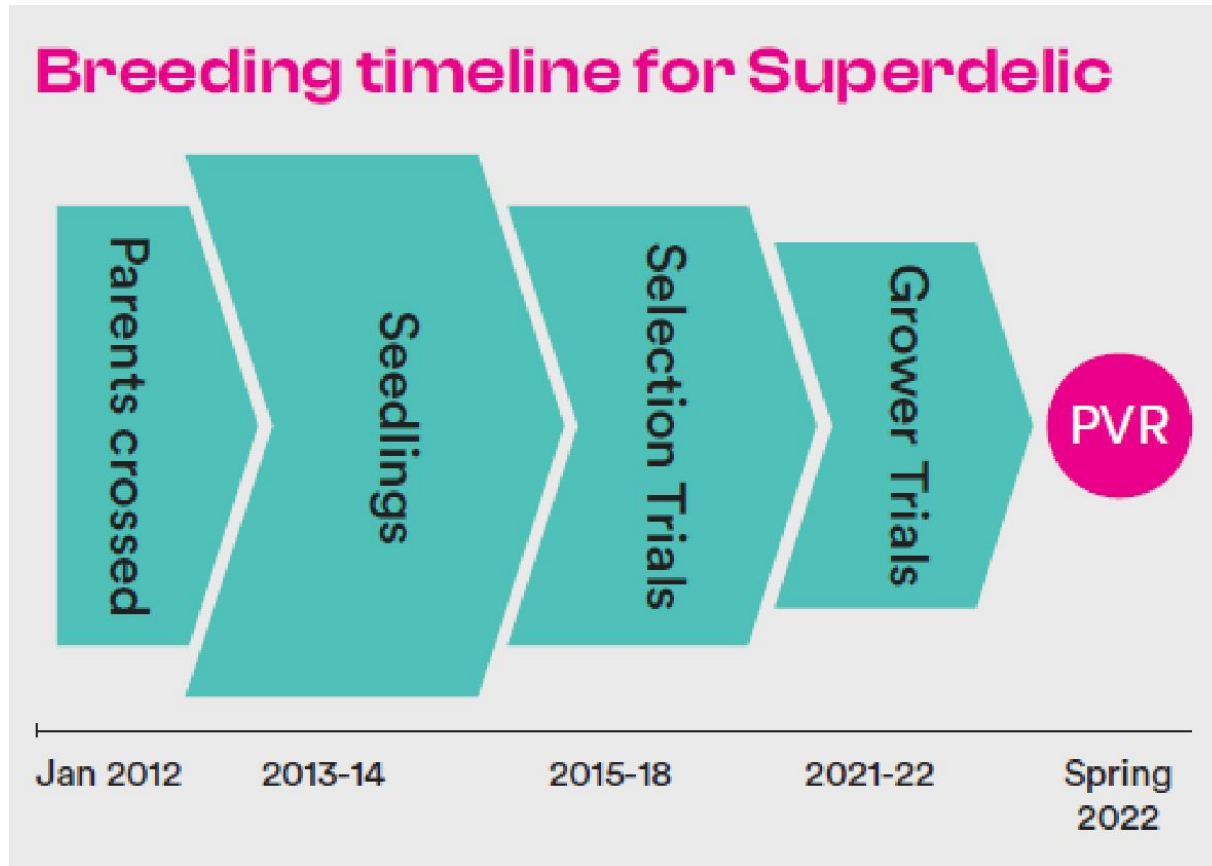 Breeding timeline for Superdelic
Parents crossed
Seedlings
Selection Trials
Grower Trials
PVR
Jan 2012
2013-14
2015-18
2021-22
Spring
2022